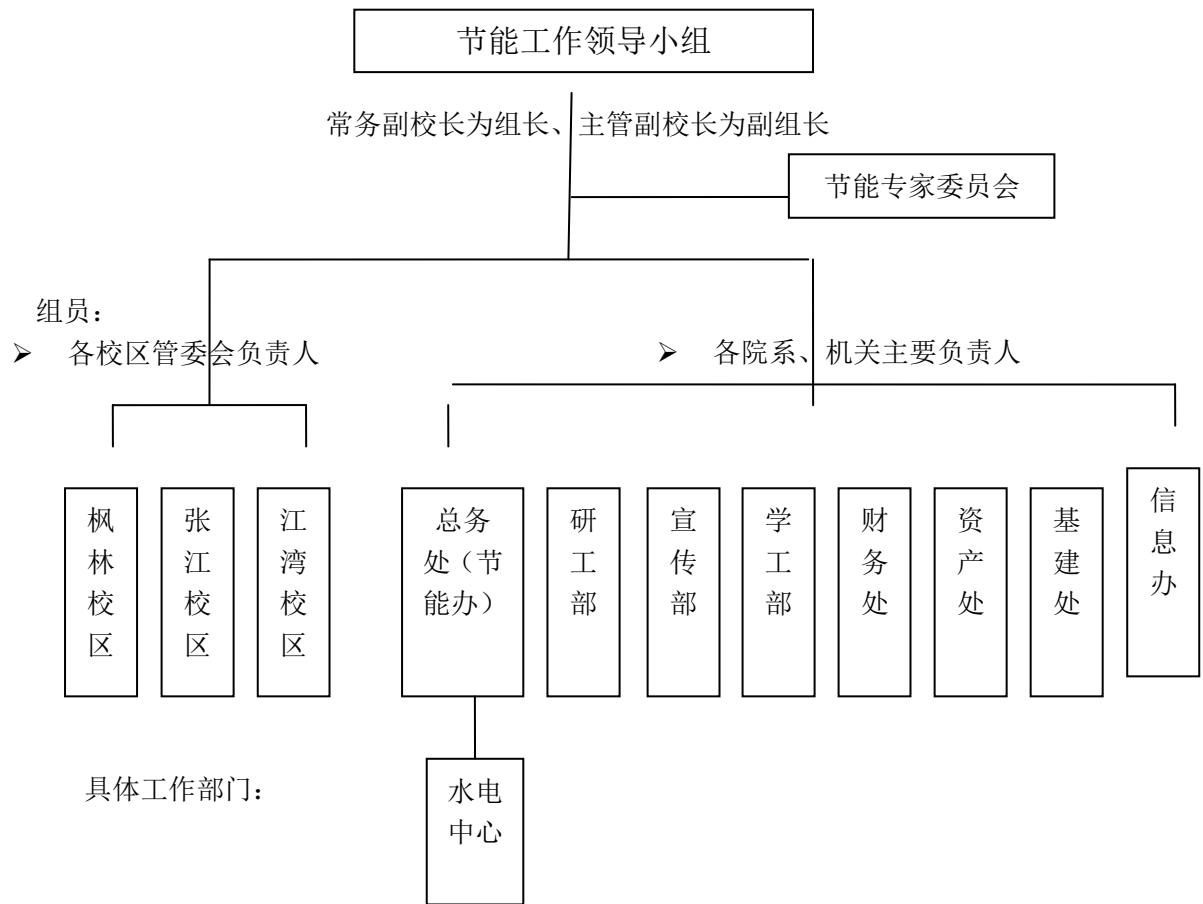 节能工作领导小组
常务副校长为组长、主管副校长为副组长
节能专家委员会
组员：
➢ 各校区管委会负责人
➢ 各院系、机关主要负责人
枫林校区
张江校区
江湾校区
总务
处（节
能办）
研工部
宣传部
学工部
财务处
资产处
基建处
信息办
具体工作部门：
水电
中心